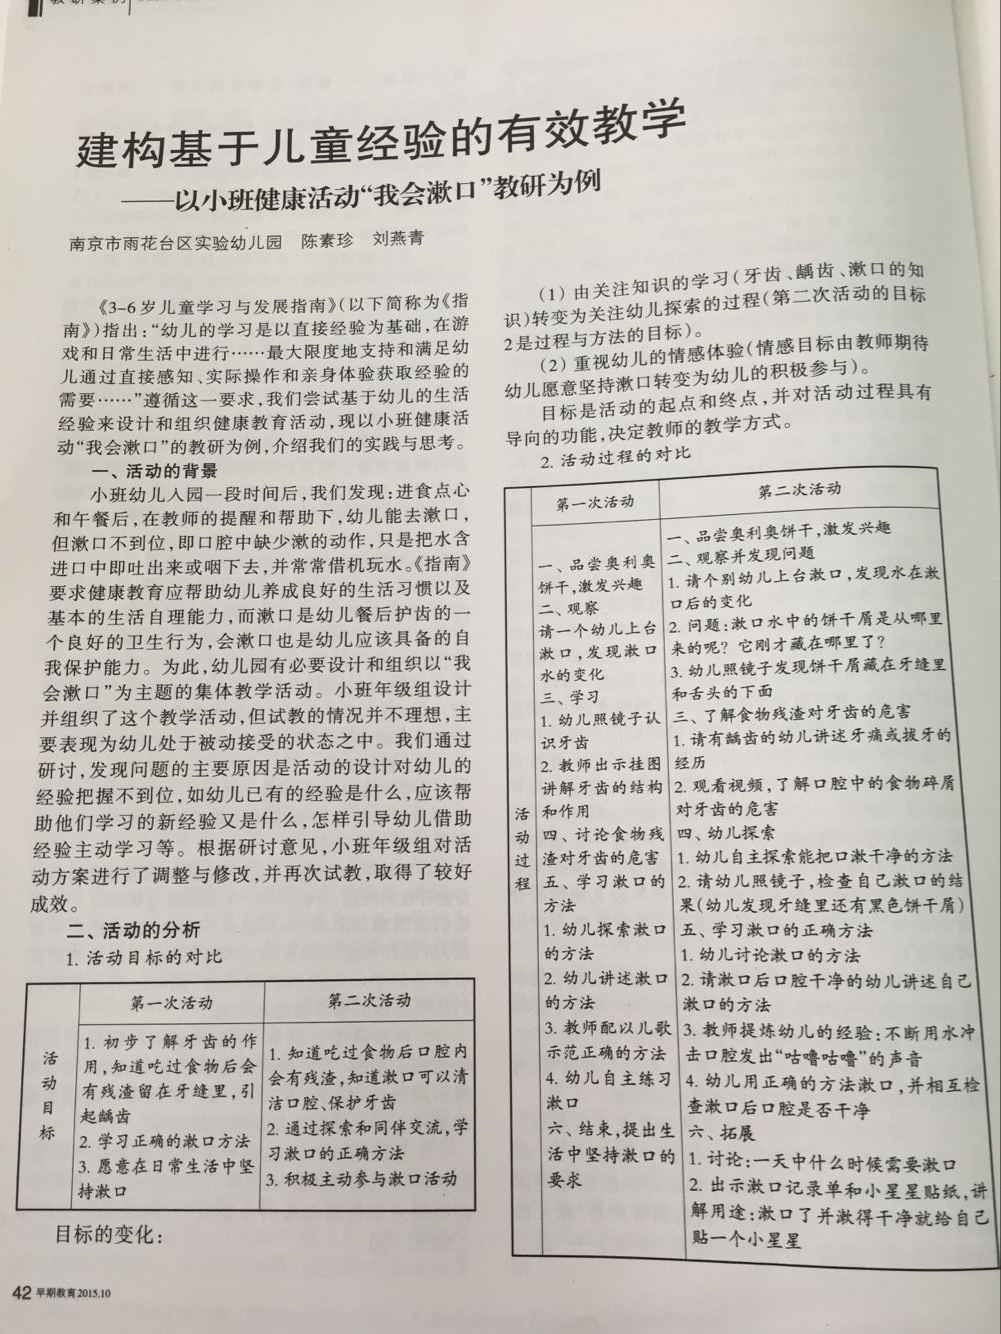 建构基于儿童经验的有效教学
——以小班健康活动“我会漱口”教研为例
南京市雨花台区实验幼儿园 陈素珍 刘燕青
《3-6岁儿童学习与发展指南》（以下简称为《指
南》）指出：“幼儿的学习是以直接经验为基础，在游
戏和日常生活中进行……最大限度地支持和满足幼
儿通过直接感知、实际操作和亲身体验获取经验的
需要……”遵循这一要求，我们尝试基于幼儿的生活
经验来设计和组织健康教育活动，现以小班健康活
动“我会漱口”的教研为例，介绍我们的实践与思考。
一、活动的背景
小班幼儿入园一段时间后，我们发现：进食点心
和午餐后，在教师的提醒和帮助下，幼儿能去漱口，
但漱口不到位，即口腔中缺少漱的动作，只是把水含
进口中即吐出来或咽下去，并常常借机玩水。《指南》
要求健康教育应帮助幼儿养成良好的生活习惯以及
基本的生活自理能力，而漱口是幼儿餐后护齿的一
个良好的卫生行为，会漱口也是幼儿应该具备的自
我保护能力。为此，幼儿园有必要设计和组织以“我
会漱口”为主题的集体教学活动。小班年级组设计
并组织了这个教学活动，但试教的情况并不理想，主
要表现为幼儿处于被动接受的状态之中。我们通过
研讨，发现问题的主要原因是活动的设计对幼儿的
经验把握不到位，如幼儿已有的经验是什么，应该帮
助他们学习的新经验又是什么，怎样引导幼儿借助
经验主动学习等。根据研讨意见，小班年级组对活
动方案进行了调整与修改，并再次试教，取得了较好
成效。
二、活动的分析
1. 活动目标的对比
第一次活动
第二次活动
活
动
目
标
1. 初步了解牙齿的作
用，知道吃过食物后会
有残渣留在牙缝里，引
起龋齿
2. 学习正确的漱口方法
3. 愿意在日常生活中坚
持漱口
1. 知道吃过食物后口腔内
会有残渣，知道漱口可以清
洁口腔、保护牙齿
2. 通过探索和同伴交流，学
习漱口的正确方法
3. 积极主动参与漱口活动
目标的变化：
（1）由关注知识的学习（牙齿、龋齿、漱口的知
识）转变为关注幼儿探索的过程（第二次活动的目标
2是过程与方法的目标）。
（2）重视幼儿的情感体验（情感目标由教师期待
幼儿愿意坚持漱口转变为幼儿的积极参与）。
目标是活动的起点和终点，并对活动过程具有
导向的功能，决定教师的教学方式。
2. 活动过程的对比
第一次活动
第二次活动
活
动
过
程
一、品尝奥利奥
饼干，激发兴趣
二、观察
请一个幼儿上台
漱口，发现漱口
水的变化
三、学习
1. 幼儿照镜子认
识牙齿
2. 教师出示挂图
讲解牙齿的结构
和作用
四、讨论食物残
渣对牙齿的危害
五、学习漱口的
方法
1. 幼儿探索漱口
的方法
2. 幼儿讲述漱口
的方法
3. 教师配以儿歌
示范正确的方法
4. 幼儿自主练习
漱口
六、结束，提出生
活中坚持漱口的
要求
一、品尝奥利奥饼干，激发兴趣
二、观察并发现问题
1. 请个别幼儿上台漱口，发现水在漱
口后的变化
2. 问题：漱口水中的饼干屑是从哪里
来的呢？它刚才藏在哪里了？
3. 幼儿照镜子发现饼干屑藏在牙缝里
和舌头的下面
三、了解食物残渣对牙齿的危害
1. 请有龋齿的幼儿讲述牙痛或拔牙的
经历
2. 观看视频，了解口腔中的食物碎屑
对牙齿的危害
四、幼儿探索
1. 幼儿自主探索能把口漱干净的方法
2. 请幼儿照镜子，检查自己漱口的结
果（幼儿发现牙缝里还有黑色饼干屑）
五、学习漱口的正确方法
1. 幼儿讨论漱口的方法
2. 请漱口后口腔干净的幼儿讲述自己
漱口的方法
3. 教师提炼幼儿的经验：不断用水冲
击口腔发出“咕噜咕噜”的声音
4. 幼儿用正确的方法漱口，并相互检
查漱口后口腔是否干净
六、拓展
1. 讨论：一天中什么时候需要漱口
2. 出示漱口记录单和小星星贴纸，讲
解用途：漱口了并漱得干净就给自己
贴一个小星星
42 早期教育2015.10